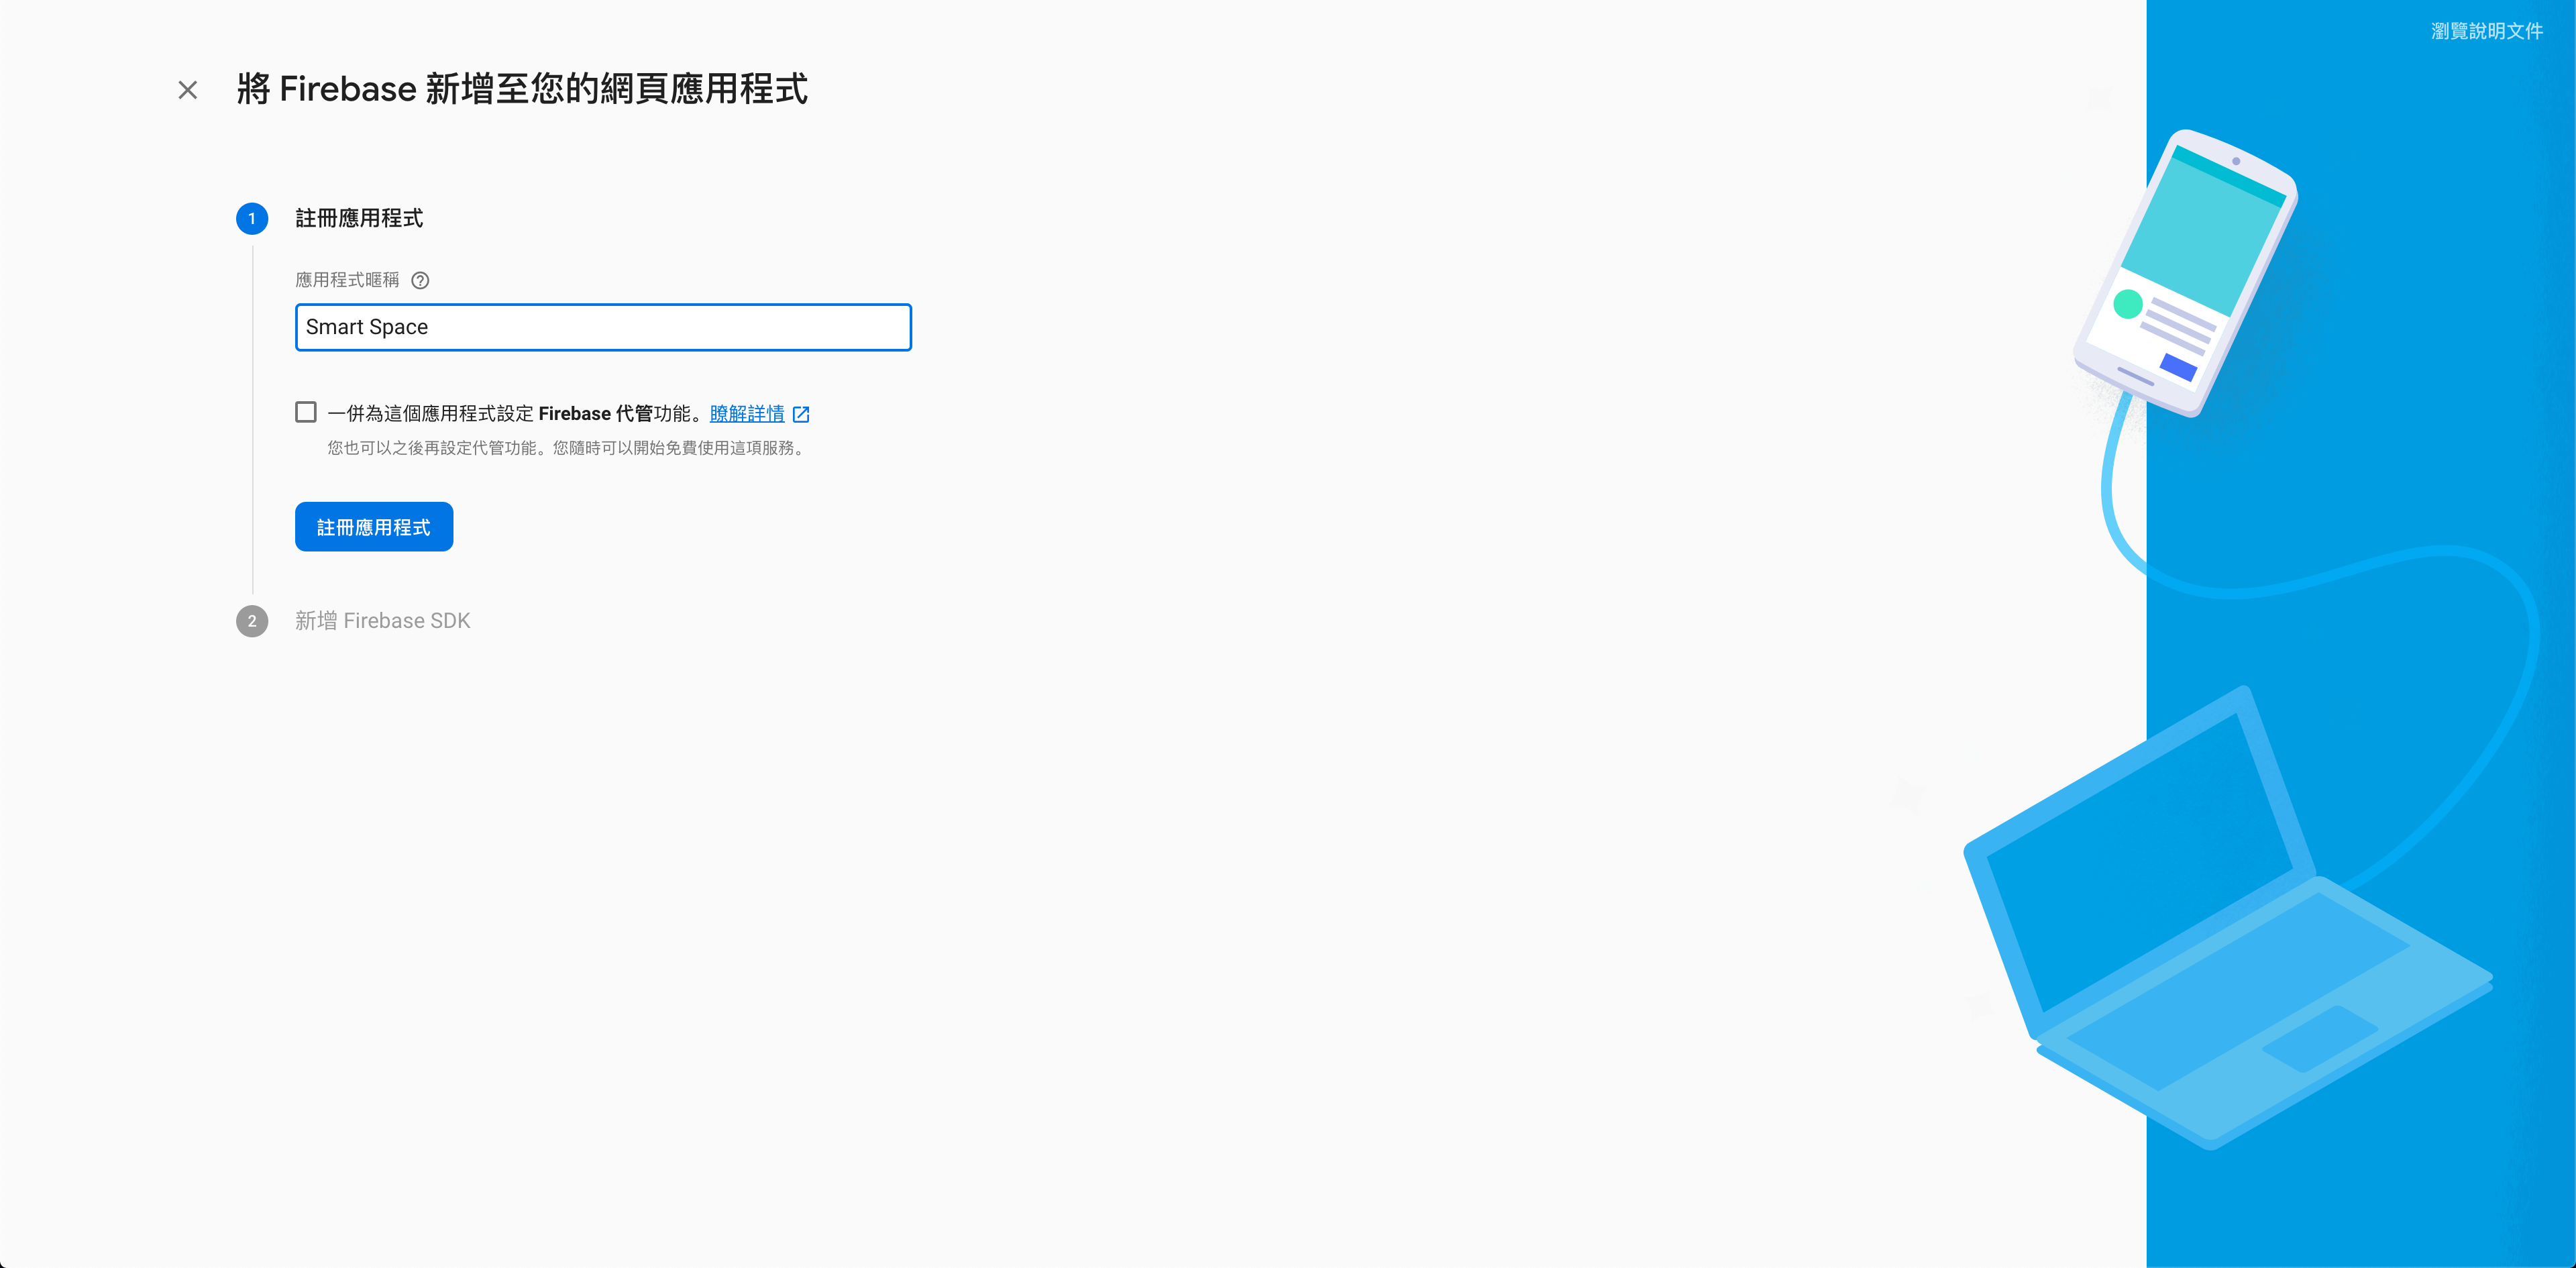 瀏覽說明文件
將 Firebase 新增至您的網頁應用程式
1 註冊應用程式
應用程式暱稱
Smart Space
一併為這個應用程式設定 Firebase 代管功能。瞭解詳情
您也可以之後再設定代管功能。您隨時可以開始免費使用這項服務。
註冊應用程式
2 新增 Firebase SDK